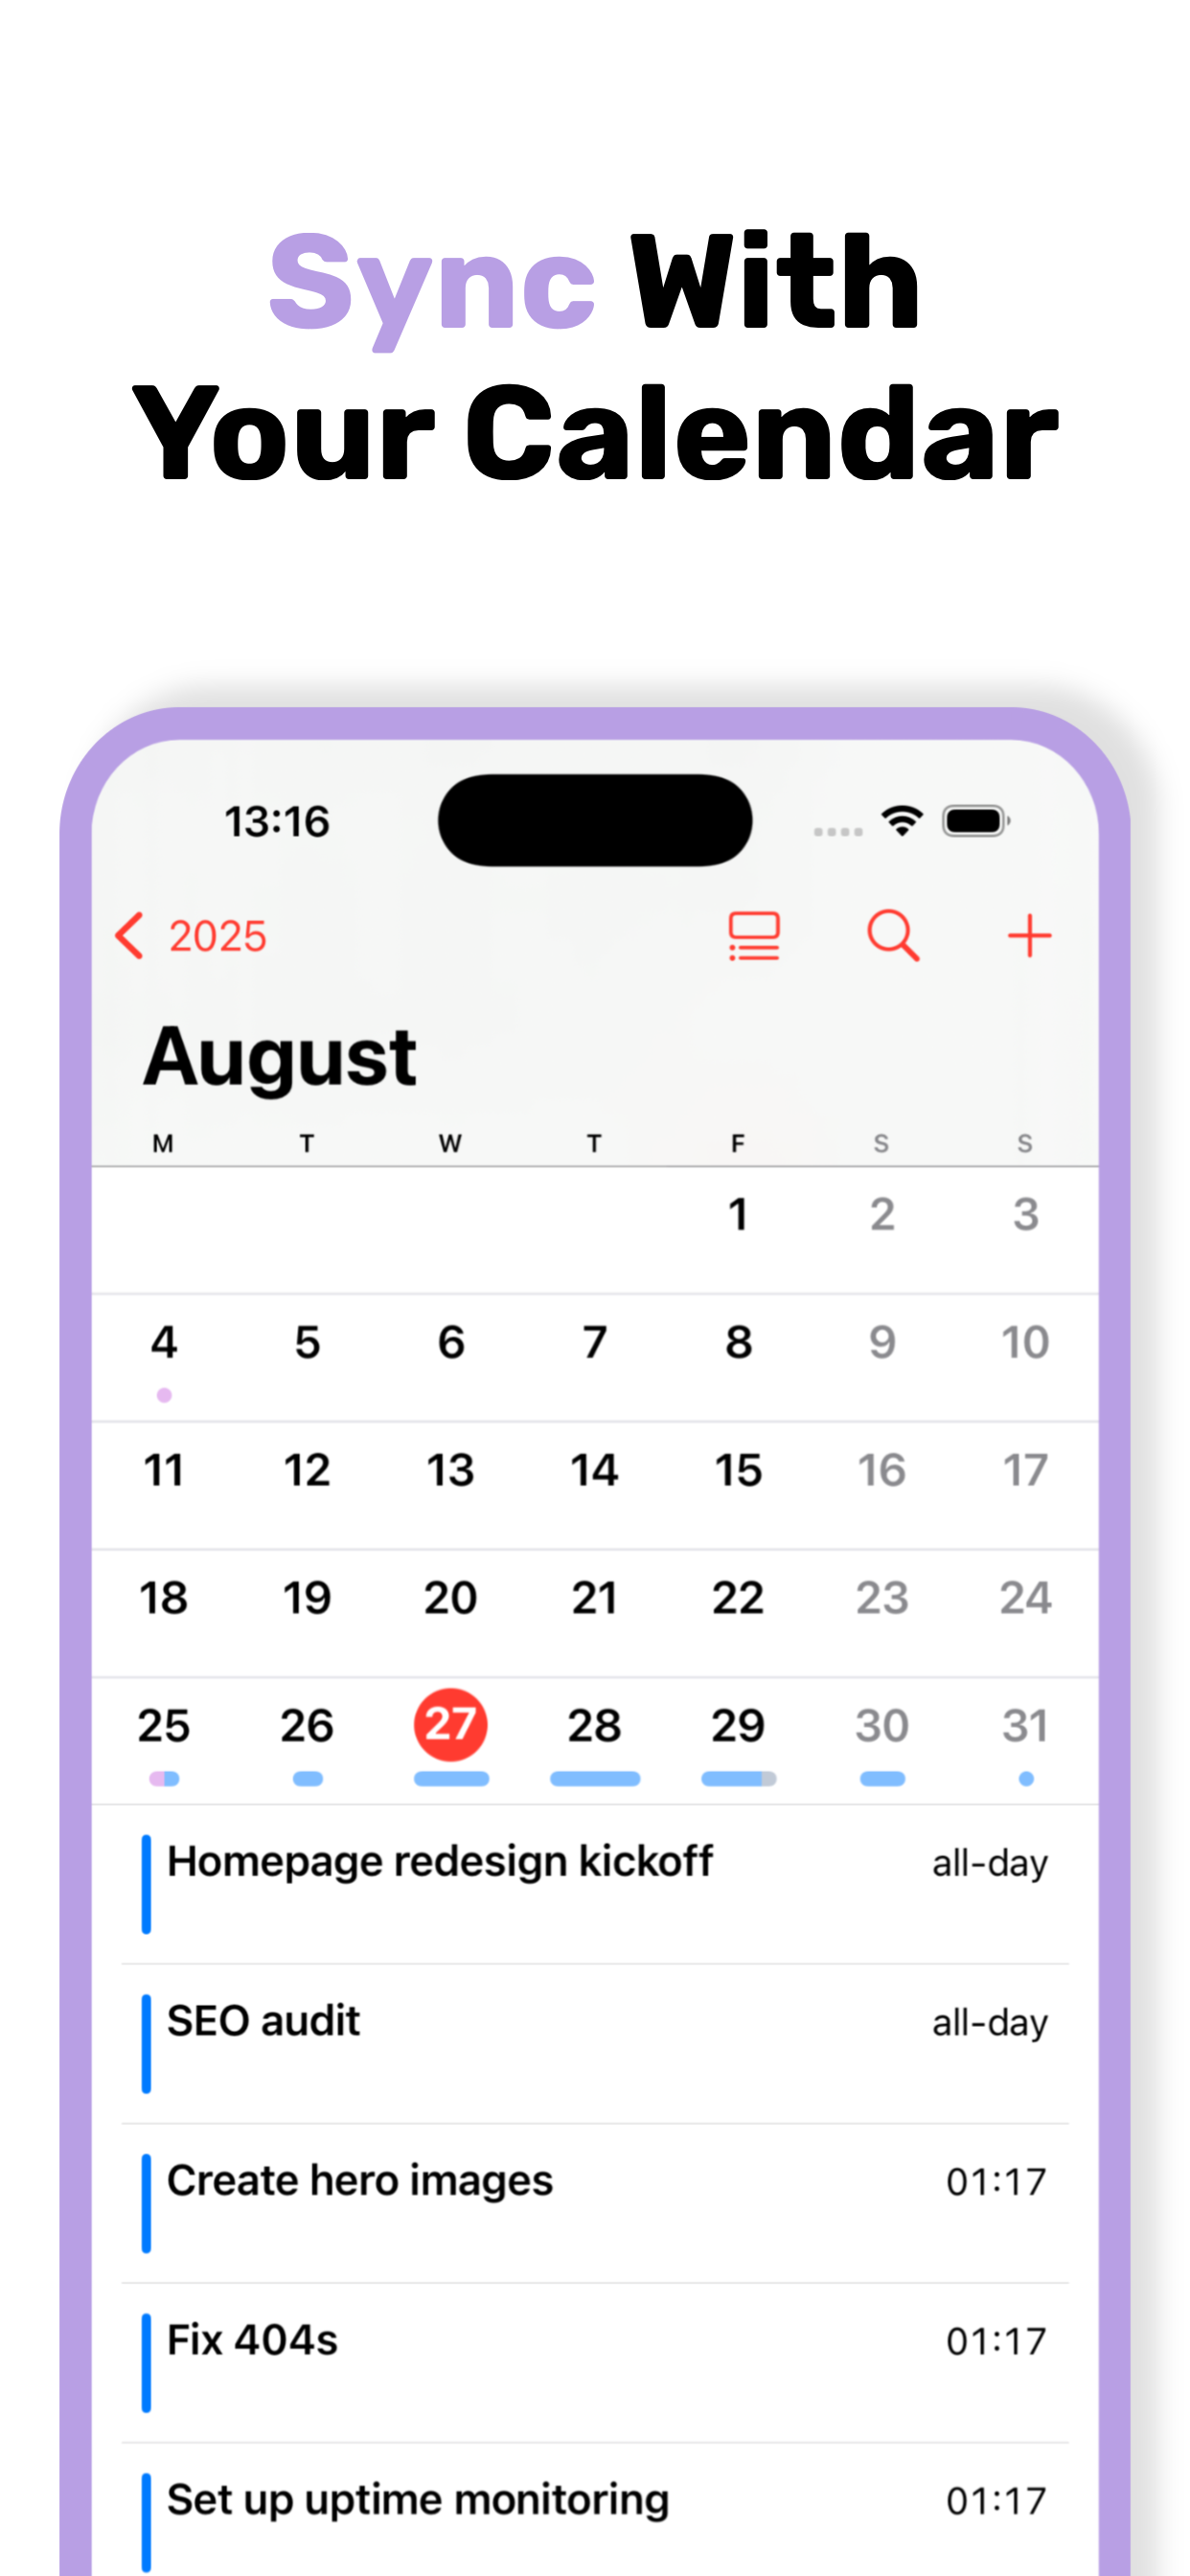 Sync With
Your Calendar
13:16
2025
August
M T W T F S S
1 2 3
4 5 6 7 8 9 10
11 12 13 14 15 16 17
18 19 20 21 22 23 24
25 26 27 28 29 30 31
Homepage redesign kickoff all-day
SEO audit all-day
Create hero images 01:17
Fix 404s 01:17
Set up uptime monitoring 01:17